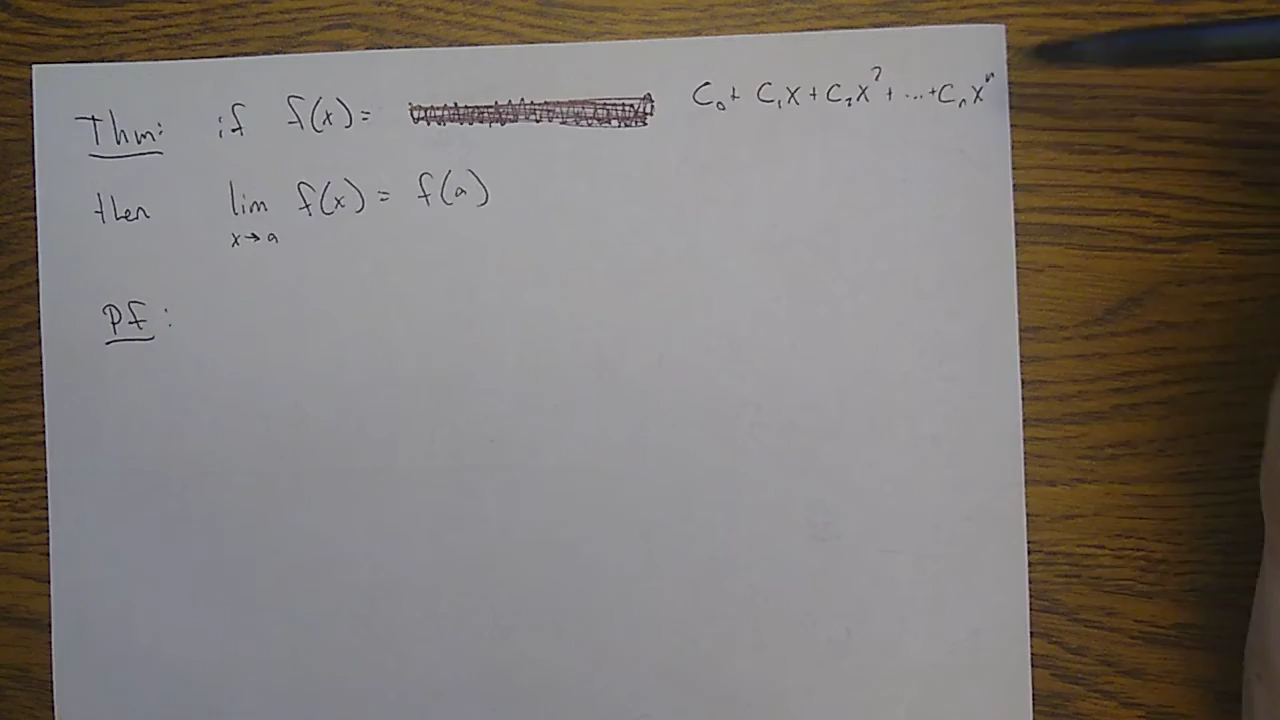 Thm: if f(x) = C₀ + C₁x + C₂x² + ... + Cₙxⁿ
then lim f(x) = f(a)
x→a
Pf: